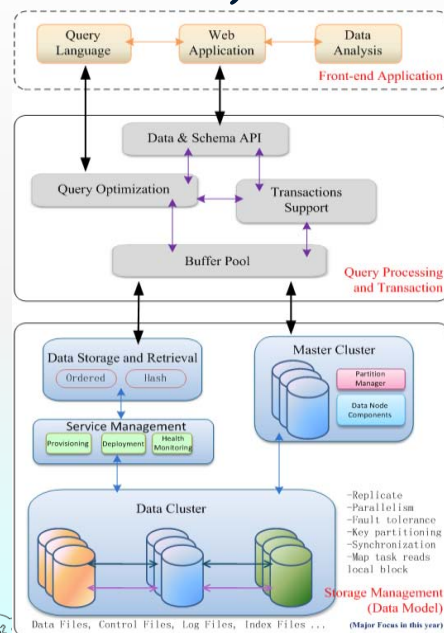 Query
Language
Web
Application
Data
Analysis
Front-end Application
Data & Schema API
Query Optimization
Transactions
Support
Buffer Pool
Query Processing
and Transaction
Data Storage and Retrieval
Ordered
Hash
Master Cluster
Partition
Manager
Data Node
Components
Service Management
Provisioning
Deployment
Health
Monitoring
Data Cluster
-Replicate
-Parallelism
-Fault tolerance
-Key partitioning
-Synchronization
-Map task reads
local block
Storage Management
(Data Model)
Data Files, Control Files, Log Files, Index Files ...
(Major Focus in this year)